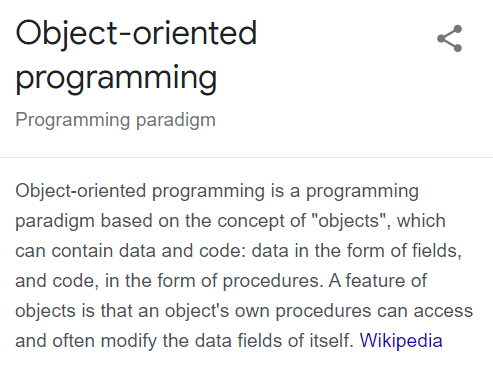 Object-oriented
programming
Programming paradigm
Object-oriented programming is a programming
paradigm based on the concept of "objects", which
can contain data and code: data in the form of fields,
and code, in the form of procedures. A feature of
objects is that an object's own procedures can access
and often modify the data fields of itself. Wikipedia